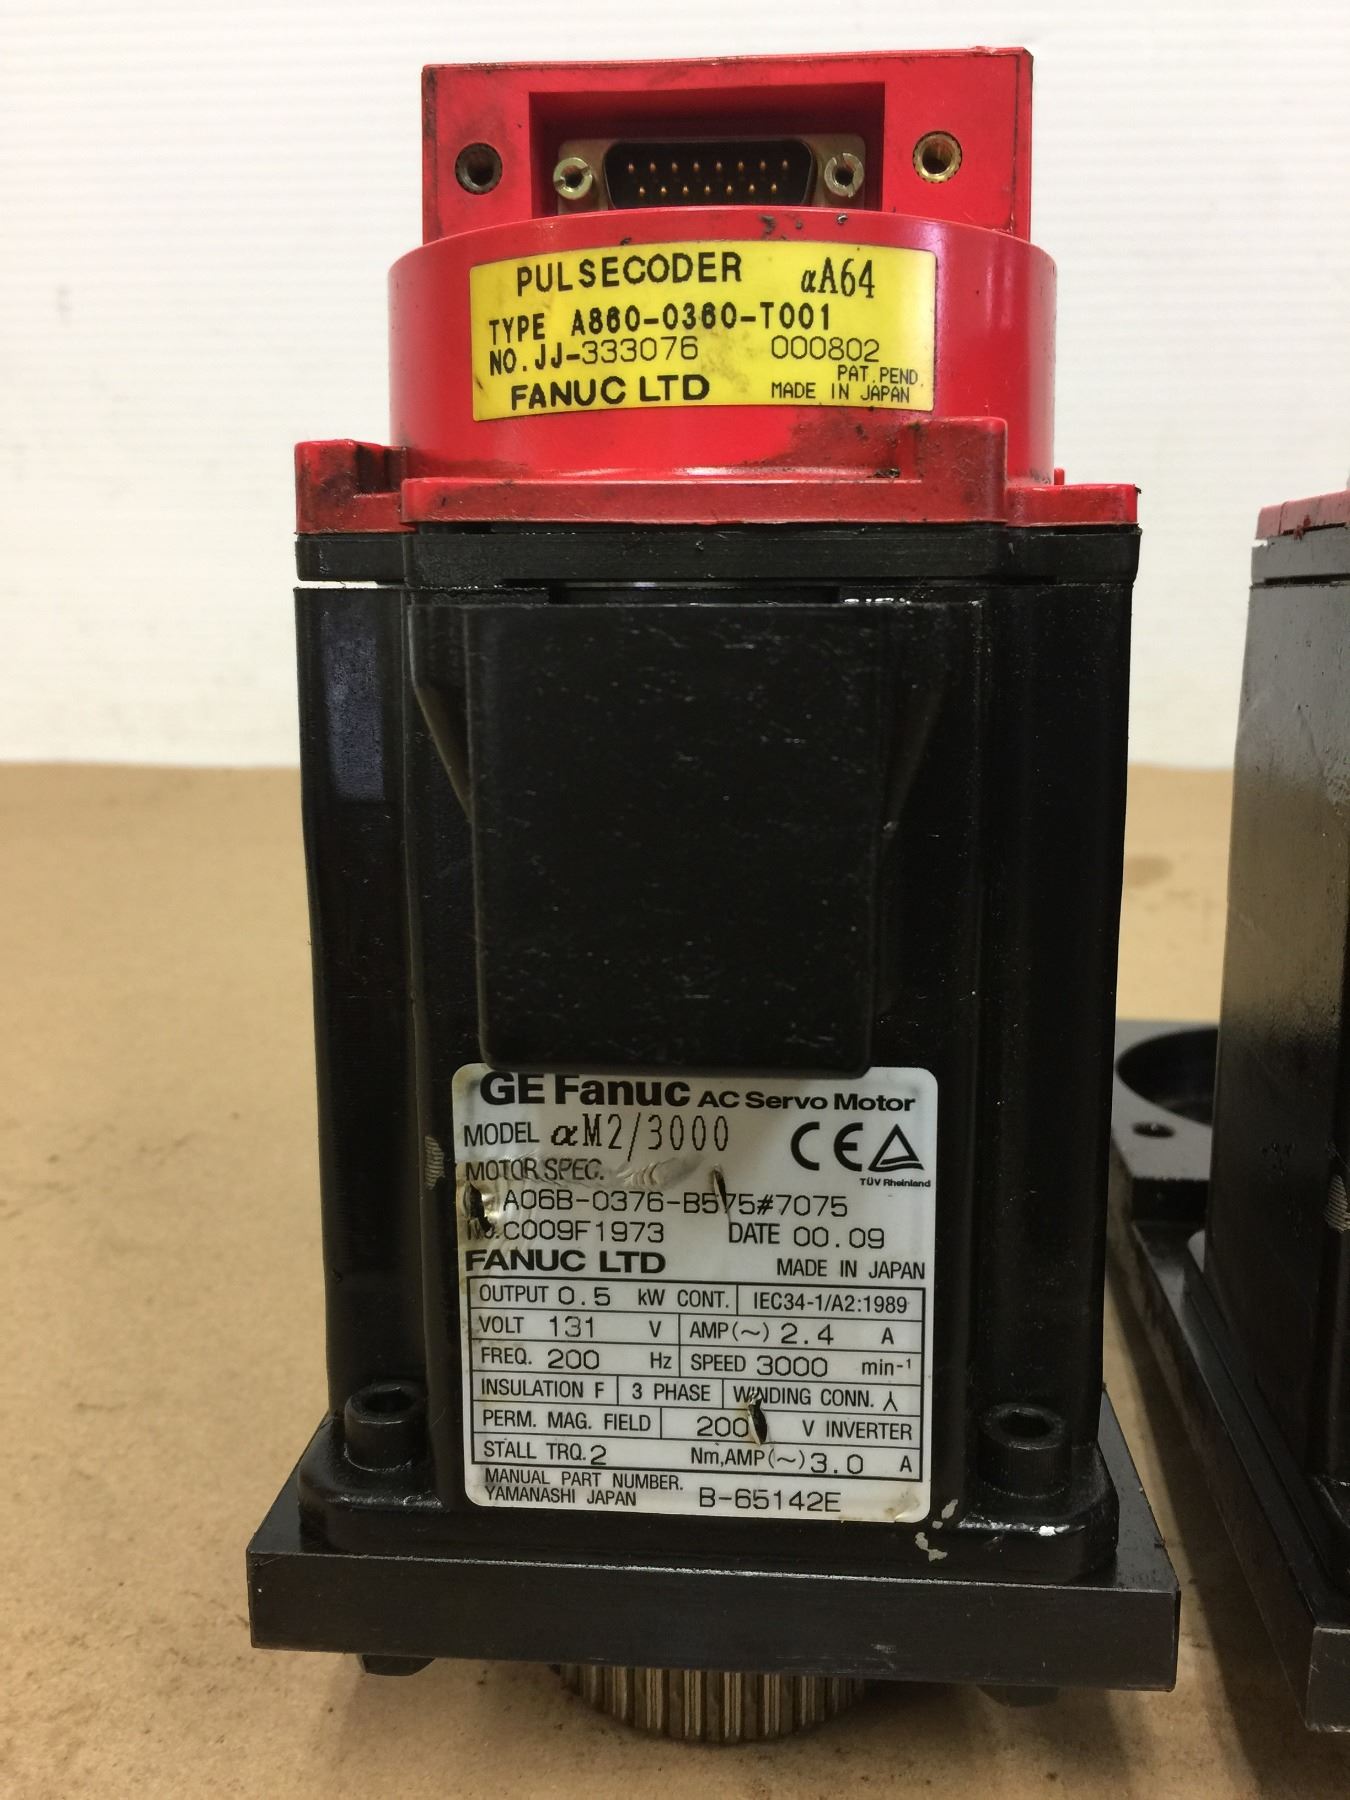 PULSECODER αA64
TYPE A860-0360-T001
NO. JJ-333076 000802
PAT. PEND.
FANUC LTD MADE IN JAPAN
GE Fanuc AC Servo Motor
MODEL αM2/3000 CE
TÜV Rheinland
MOTOR SPEC.
A06B-0376-B575#7075
NO. C009F1973 DATE 00.09
FANUC LTD MADE IN JAPAN
OUTPUT 0.5 kW CONT. IEC34-1/A2:1989
VOLT 131 V AMP(~) 2.4 A
FREQ. 200 Hz SPEED 3000 min-1
INSULATION F 3 PHASE WINDING CONN. Y
PERM. MAG. FIELD 200 V INVERTER
STALL TRQ. 2 Nm, AMP(~) 3.0 A
MANUAL PART NUMBER.
YAMANASHI JAPAN B-65142E